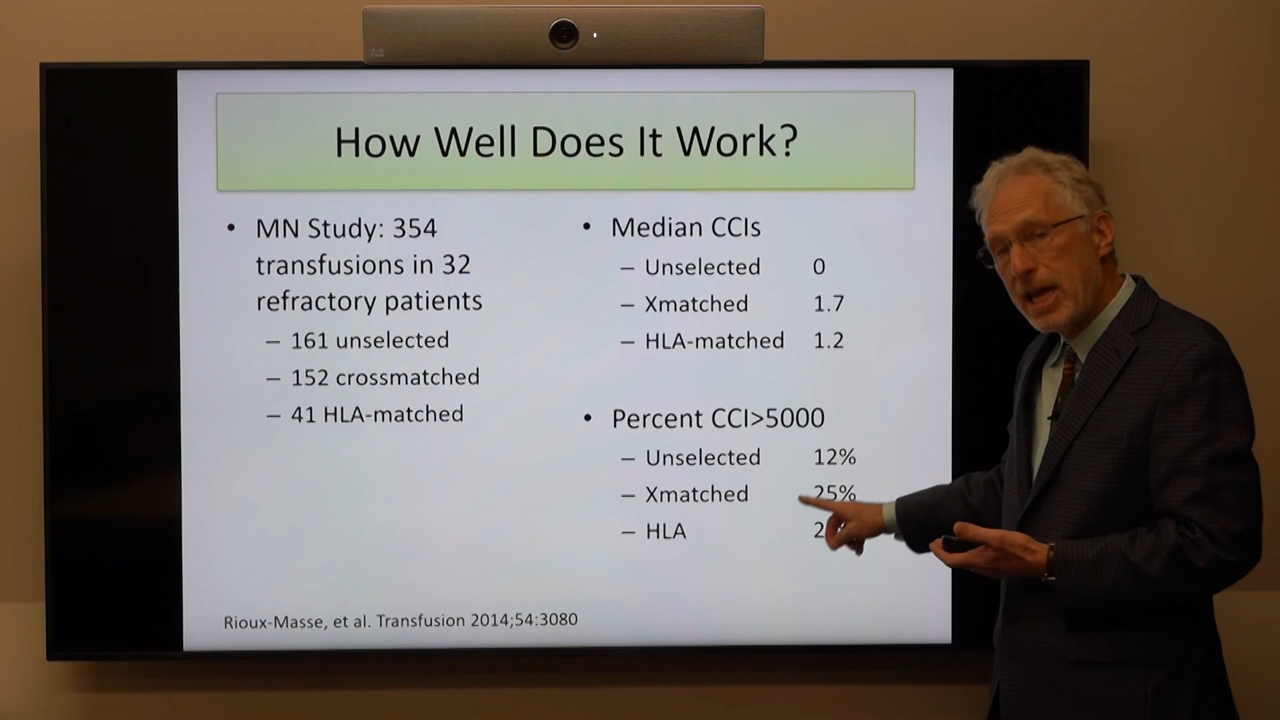 How Well Does It Work?
• MN Study: 354
transfusions in 32
refractory patients
– 161 unselected
– 152 crossmatched
– 41 HLA-matched
• Median CCIs
– Unselected 0
– Xmatched 1.7
– HLA-matched 1.2
• Percent CCI>5000
– Unselected 12%
– Xmatched 25%
– HLA
Rioux-Masse, et al. Transfusion 2014;54:3080